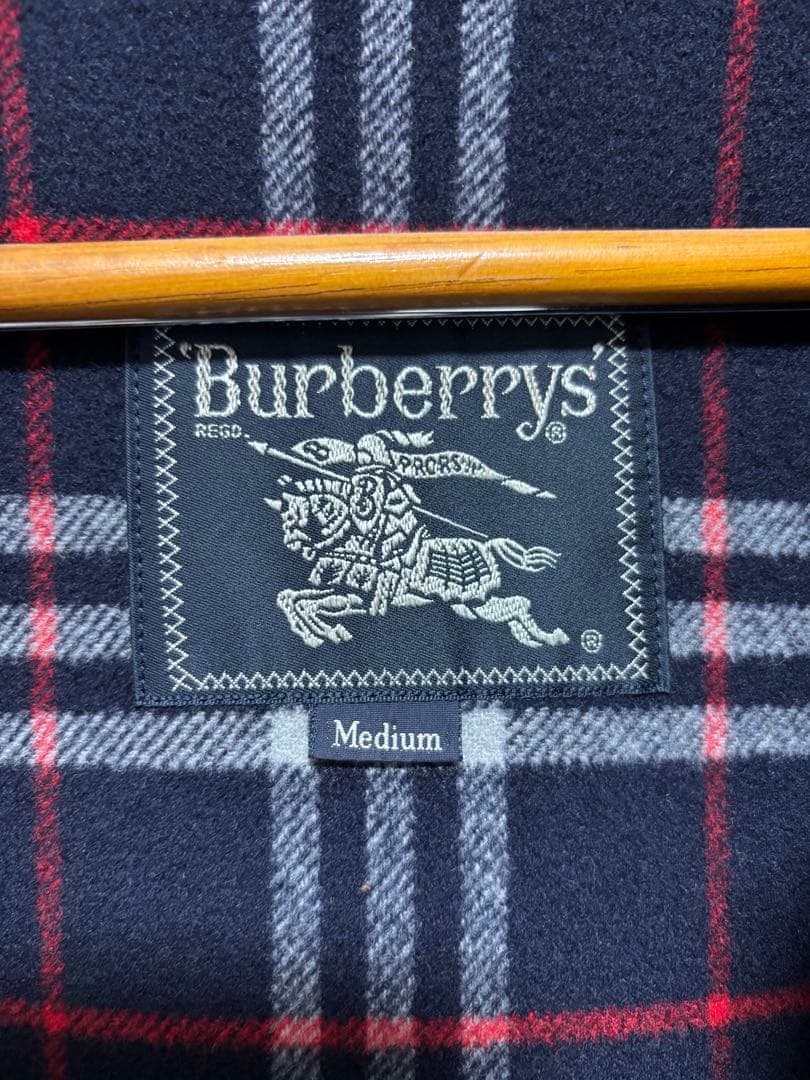 'Burberrys'
REGD. ®
B PRORSUM
B
®
Medium